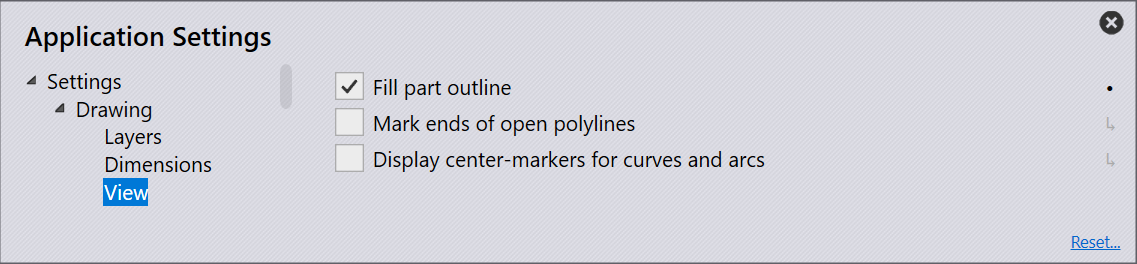 Application Settings
Settings
Drawing
Layers
Dimensions
View
Fill part outline
Mark ends of open polylines
Display center-markers for curves and arcs
Reset...